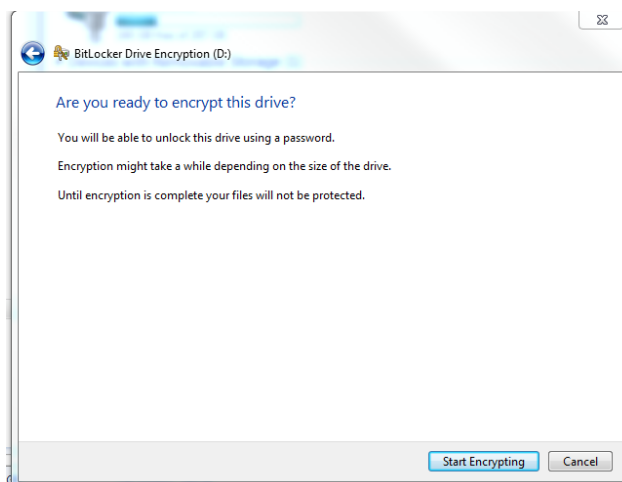 BitLocker Drive Encryption (D:)
Are you ready to encrypt this drive?
You will be able to unlock this drive using a password.
Encryption might take a while depending on the size of the drive.
Until encryption is complete your files will not be protected.
Start Encrypting Cancel